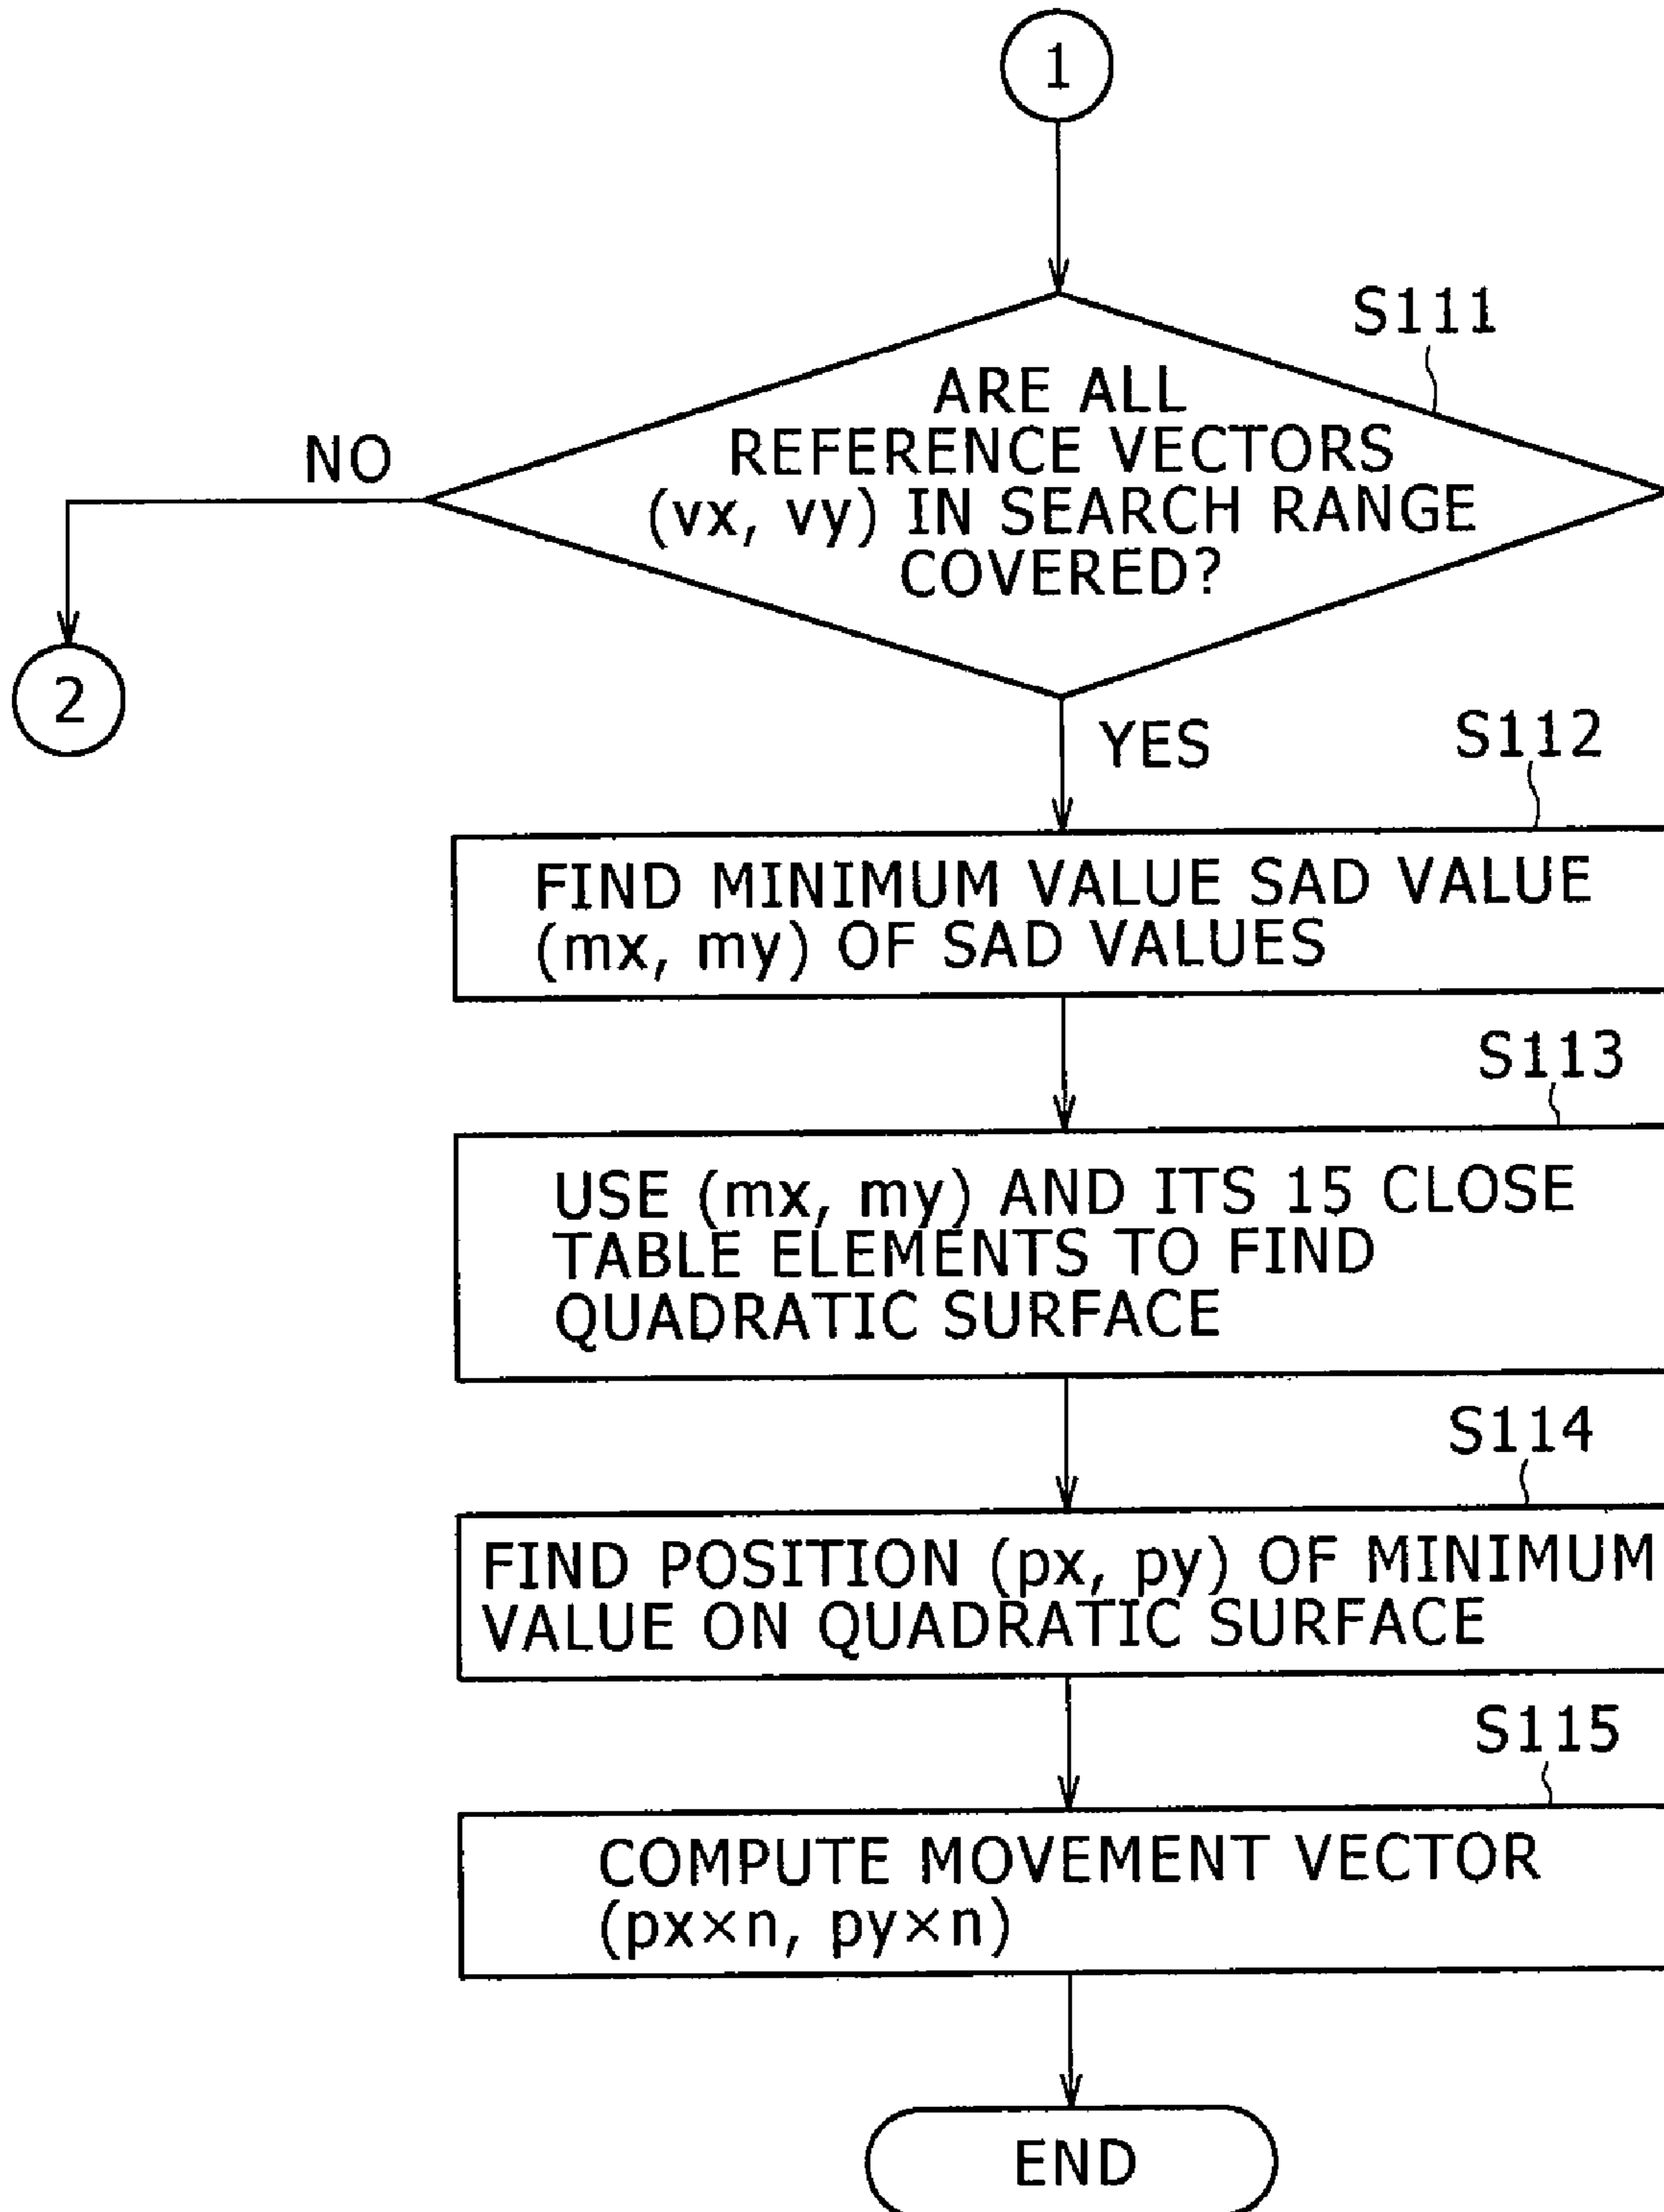 1
S111
ARE ALL
REFERENCE VECTORS
(vx, vy) IN SEARCH RANGE
COVERED?
NO
2
YES
S112
FIND MINIMUM VALUE SAD VALUE
(mx, my) OF SAD VALUES
S113
USE (mx, my) AND ITS 15 CLOSE
TABLE ELEMENTS TO FIND
QUADRATIC SURFACE
S114
FIND POSITION (px, py) OF MINIMUM
VALUE ON QUADRATIC SURFACE
S115
COMPUTE MOVEMENT VECTOR
(px×n, py×n)
END